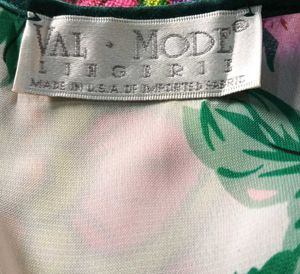 VAL · MODE®
LINGERIE
MADE IN U.S.A. OF IMPORTED FABRIC